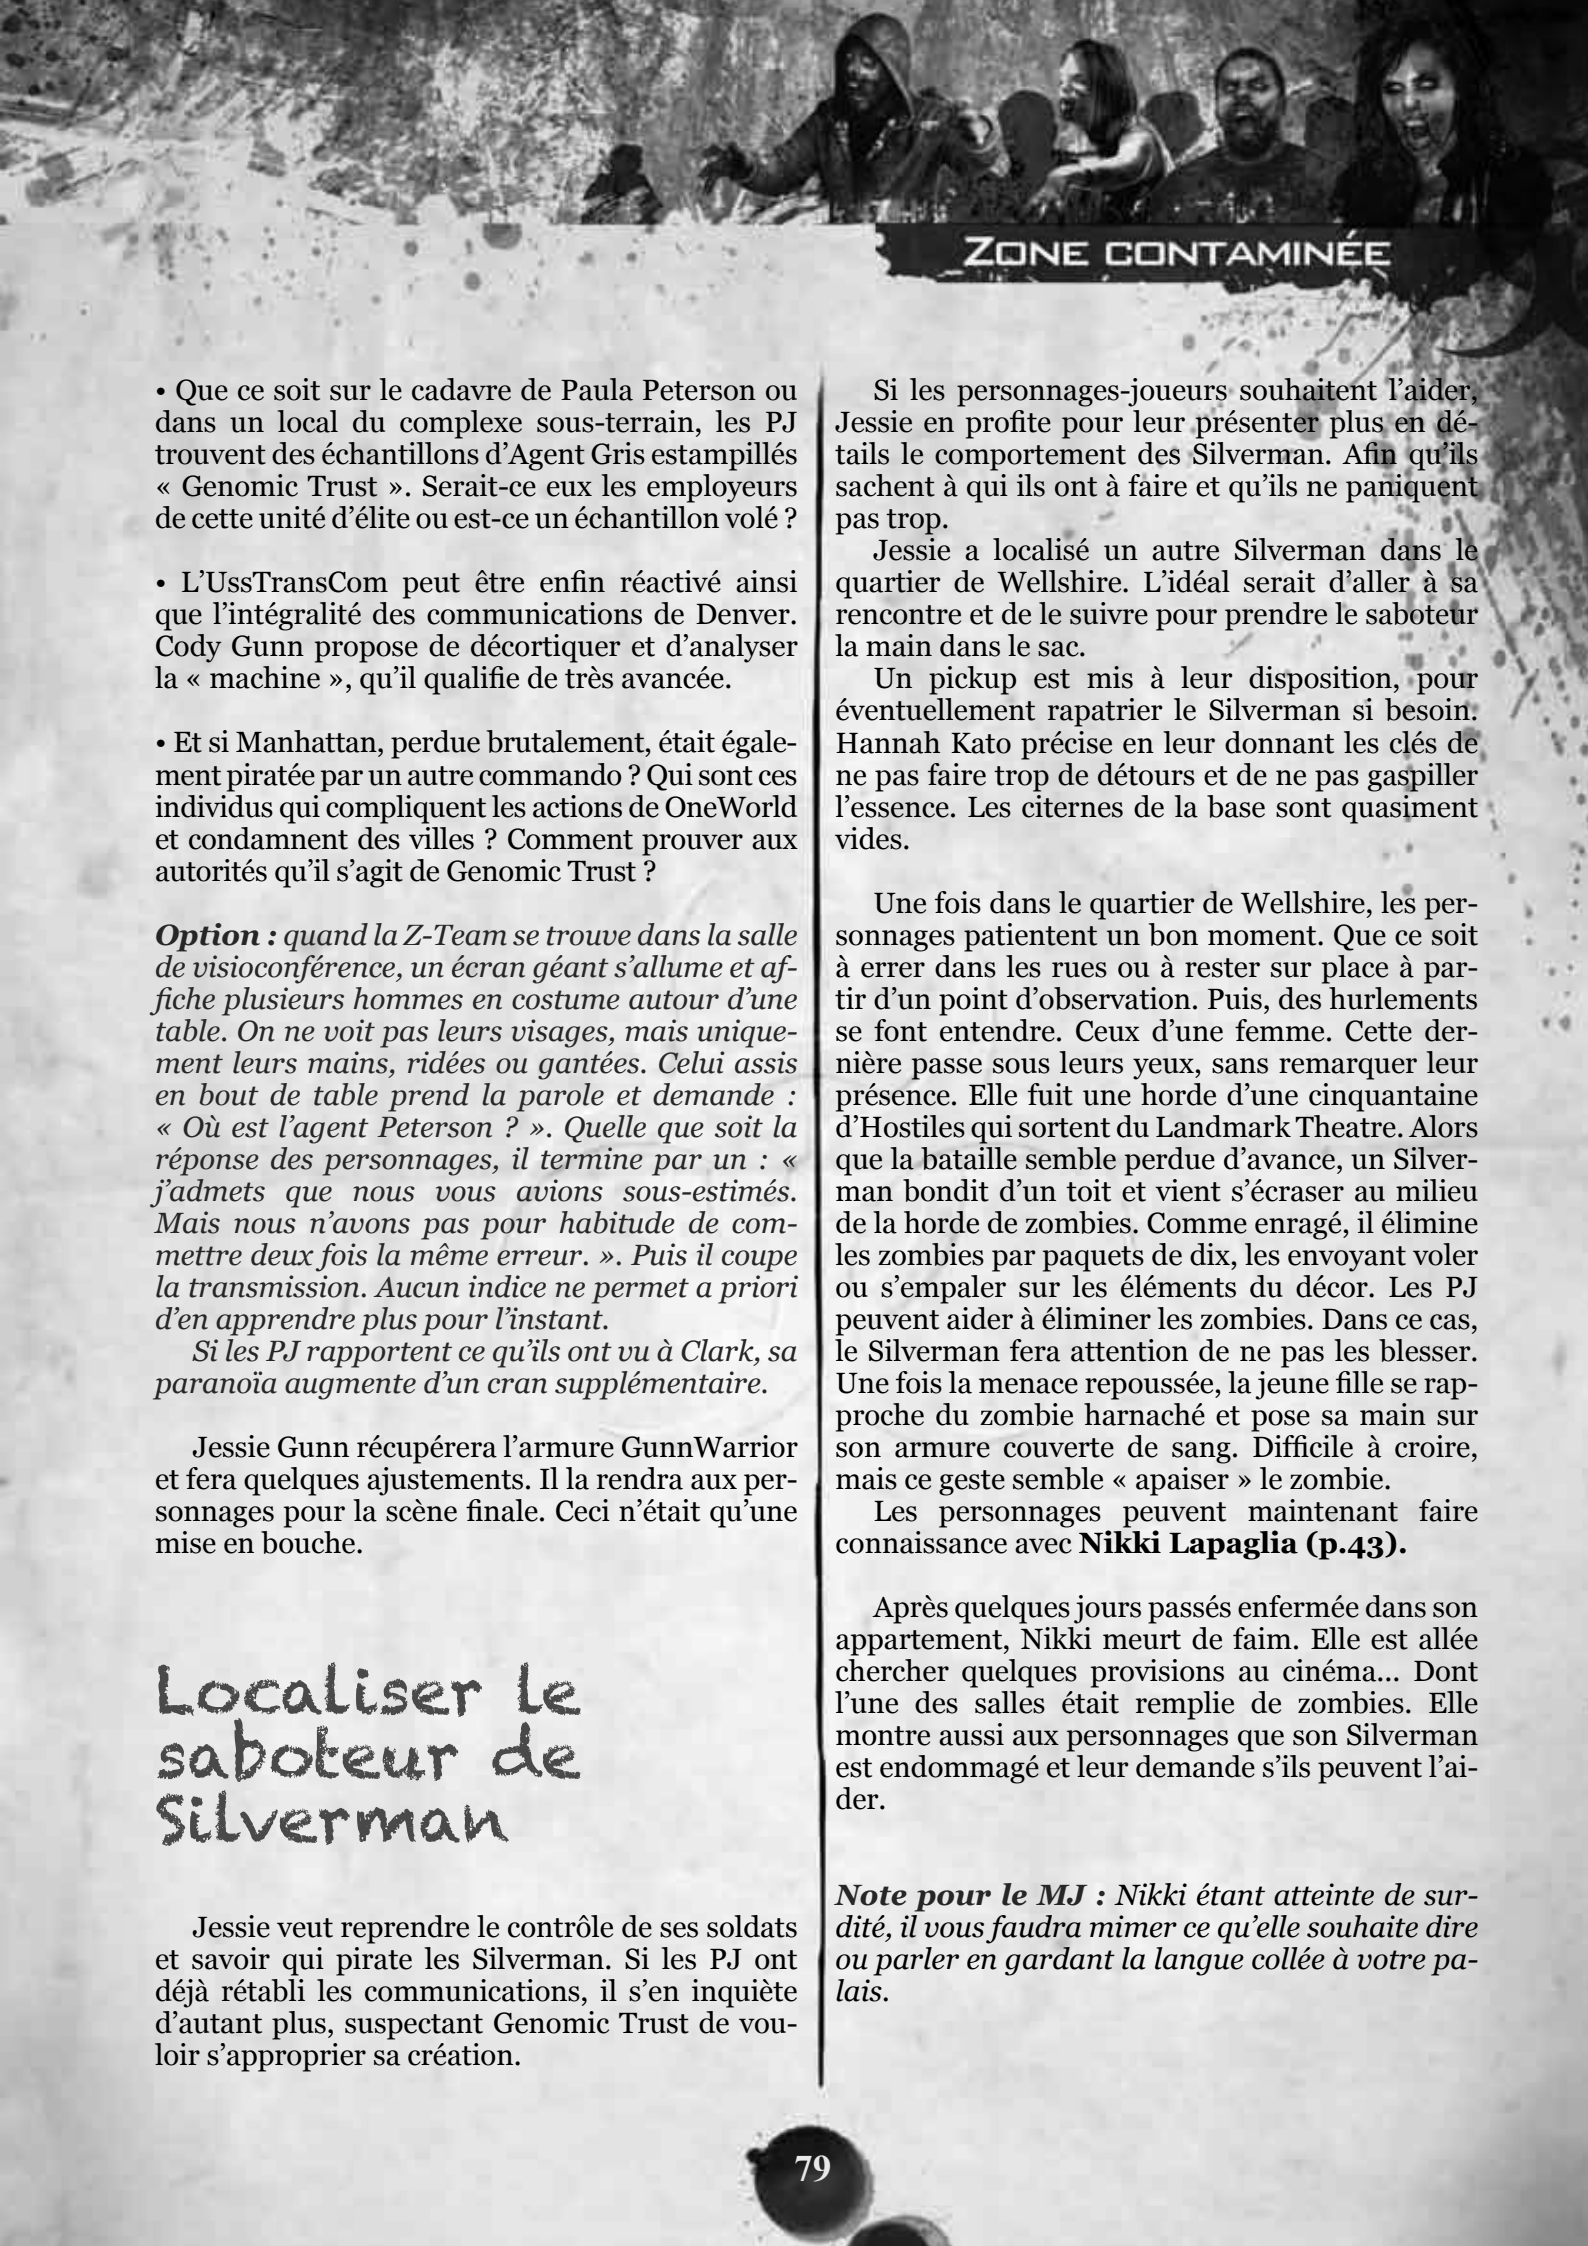 ZONE CONTAMINÉE
• Que ce soit sur le cadavre de Paula Peterson ou
dans un local du complexe sous-terrain, les PJ
trouvent des échantillons d’Agent Gris estampillés
« Genomic Trust ». Serait-ce eux les employeurs
de cette unité d’élite ou est-ce un échantillon volé ?
• L’UssTransCom peut être enfin réactivé ainsi
que l’intégralité des communications de Denver.
Cody Gunn propose de décortiquer et d’analyser
la « machine », qu’il qualifie de très avancée.
• Et si Manhattan, perdue brutalement, était égale-
ment piratée par un autre commando ? Qui sont ces
individus qui compliquent les actions de OneWorld
et condamnent des villes ? Comment prouver aux
autorités qu’il s’agit de Genomic Trust ?
Option : quand la Z-Team se trouve dans la salle
de visioconférence, un écran géant s’allume et af-
fiche plusieurs hommes en costume autour d’une
table. On ne voit pas leurs visages, mais unique-
ment leurs mains, ridées ou gantées. Celui assis
en bout de table prend la parole et demande :
« Où est l’agent Peterson ? ». Quelle que soit la
réponse des personnages, il termine par un : «
j’admets que nous vous avions sous-estimés.
Mais nous n’avons pas pour habitude de com-
mettre deux fois la même erreur. ». Puis il coupe
la transmission. Aucun indice ne permet a priori
d’en apprendre plus pour l’instant.
Si les PJ rapportent ce qu’ils ont vu à Clark, sa
paranoïa augmente d’un cran supplémentaire.
Jessie Gunn récupérera l’armure GunnWarrior
et fera quelques ajustements. Il la rendra aux per-
sonnages pour la scène finale. Ceci n’était qu’une
mise en bouche.
Localiser le
saboteur de
Silverman
Jessie veut reprendre le contrôle de ses soldats
et savoir qui pirate les Silverman. Si les PJ ont
déjà rétabli les communications, il s’en inquiète
d’autant plus, suspectant Genomic Trust de vou-
loir s’approprier sa création.
Si les personnages-joueurs souhaitent l’aider,
Jessie en profite pour leur présenter plus en dé-
tails le comportement des Silverman. Afin qu’ils
sachent à qui ils ont à faire et qu’ils ne paniquent
pas trop.
Jessie a localisé un autre Silverman dans le
quartier de Wellshire. L’idéal serait d’aller à sa
rencontre et de le suivre pour prendre le saboteur
la main dans le sac.
Un pickup est mis à leur disposition, pour
éventuellement rapatrier le Silverman si besoin.
Hannah Kato précise en leur donnant les clés de
ne pas faire trop de détours et de ne pas gaspiller
l’essence. Les citernes de la base sont quasiment
vides.
Une fois dans le quartier de Wellshire, les per-
sonnages patientent un bon moment. Que ce soit
à errer dans les rues ou à rester sur place à par-
tir d’un point d’observation. Puis, des hurlements
se font entendre. Ceux d’une femme. Cette der-
nière passe sous leurs yeux, sans remarquer leur
présence. Elle fuit une horde d’une cinquantaine
d’Hostiles qui sortent du Landmark Theatre. Alors
que la bataille semble perdue d’avance, un Silver-
man bondit d’un toit et vient s’écraser au milieu
de la horde de zombies. Comme enragé, il élimine
les zombies par paquets de dix, les envoyant voler
ou s’empaler sur les éléments du décor. Les PJ
peuvent aider à éliminer les zombies. Dans ce cas,
le Silverman fera attention de ne pas les blesser.
Une fois la menace repoussée, la jeune fille se rap-
proche du zombie harnaché et pose sa main sur
son armure couverte de sang. Difficile à croire,
mais ce geste semble « apaiser » le zombie.
Les personnages peuvent maintenant faire
connaissance avec Nikki Lapaglia (p.43).
Après quelques jours passés enfermée dans son
appartement, Nikki meurt de faim. Elle est allée
chercher quelques provisions au cinéma... Dont
l’une des salles était remplie de zombies. Elle
montre aussi aux personnages que son Silverman
est endommagé et leur demande s’ils peuvent l’ai-
der.
Note pour le MJ : Nikki étant atteinte de sur-
dité, il vous faudra mimer ce qu’elle souhaite dire
ou parler en gardant la langue collée à votre pa-
lais.
79